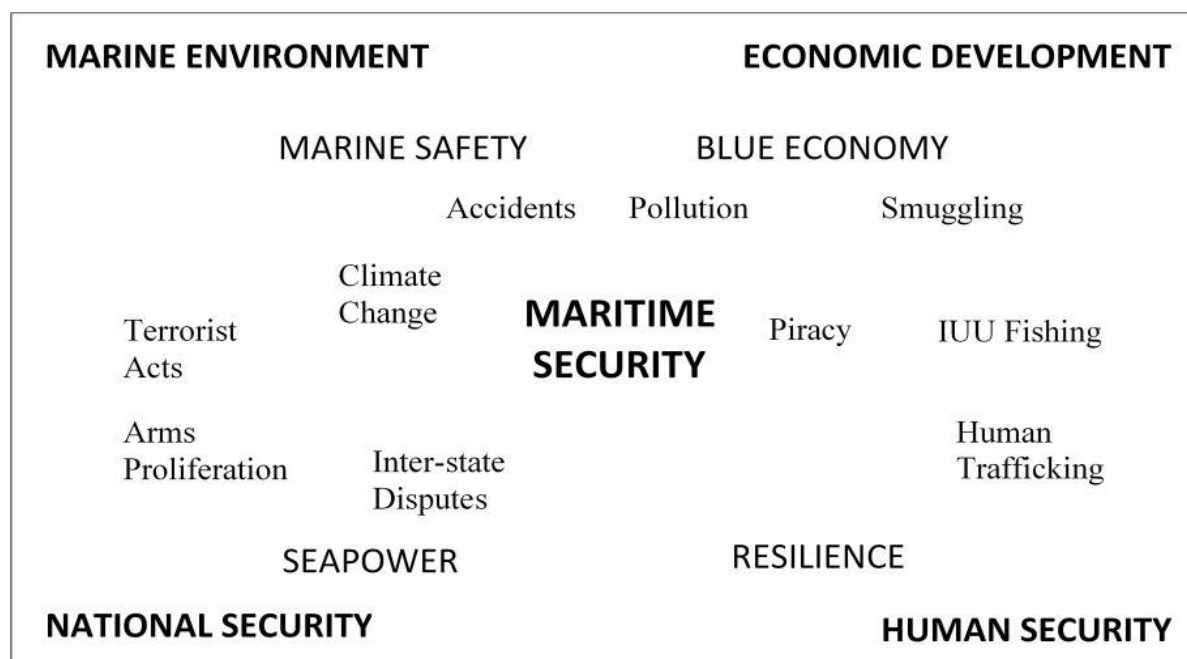 MARINE ENVIRONMENT
ECONOMIC DEVELOPMENT
MARINE SAFETY
BLUE ECONOMY
Accidents
Pollution
Smuggling
Climate
Change
MARITIME
SECURITY
Terrorist
Acts
Piracy
IUU Fishing
Arms
Proliferation
Inter-state
Disputes
Human
Trafficking
SEAPOWER
RESILIENCE
NATIONAL SECURITY
HUMAN SECURITY